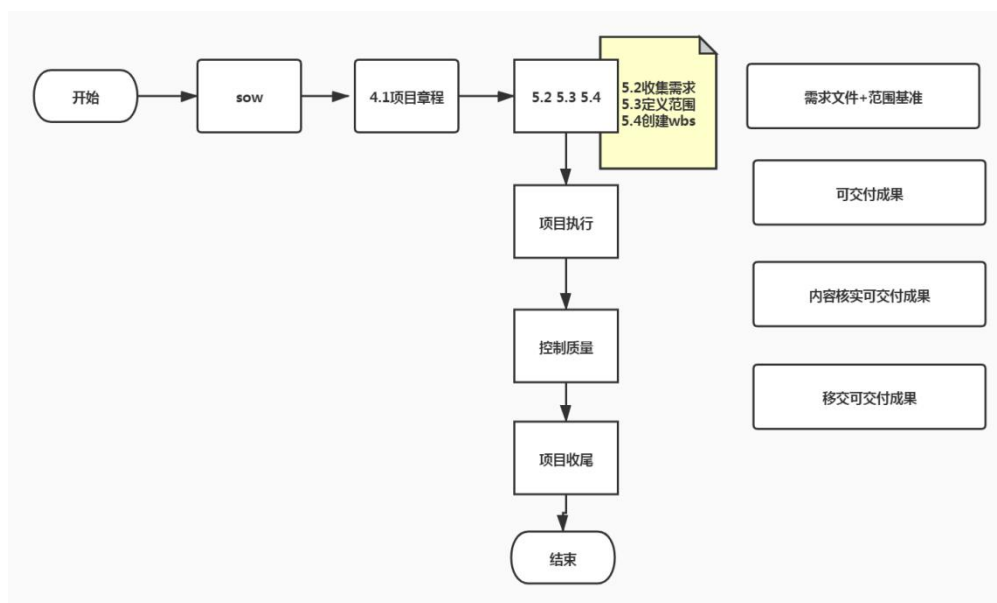 开始
sow
4.1项目章程
5.2 5.3 5.4
5.2收集需求
5.3定义范围
5.4创建wbs
需求文件+范围基准
可交付成果
项目执行
内容核实可交付成果
控制质量
移交可交付成果
项目收尾
结束